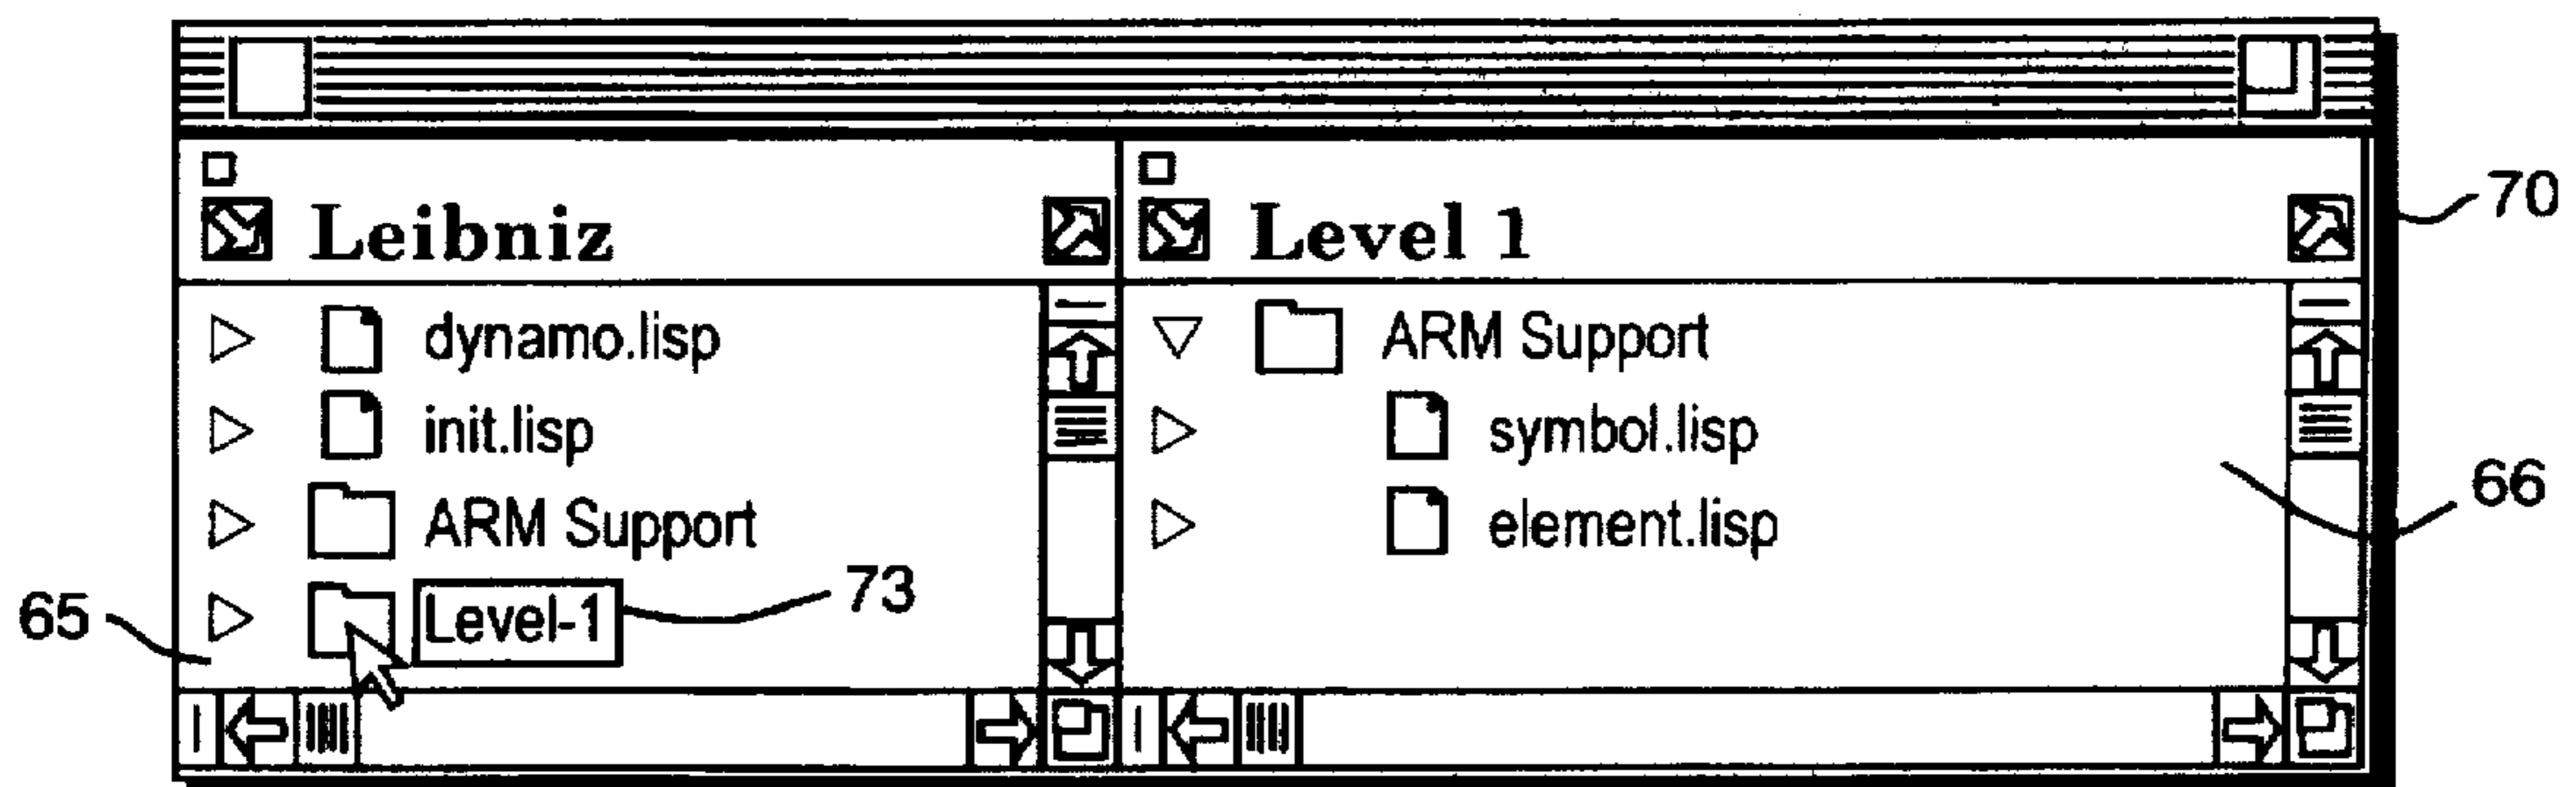 Leibniz
dynamo.lisp
init.lisp
ARM Support
Level-1
Level 1
ARM Support
symbol.lisp
element.lisp
70
66
65
73